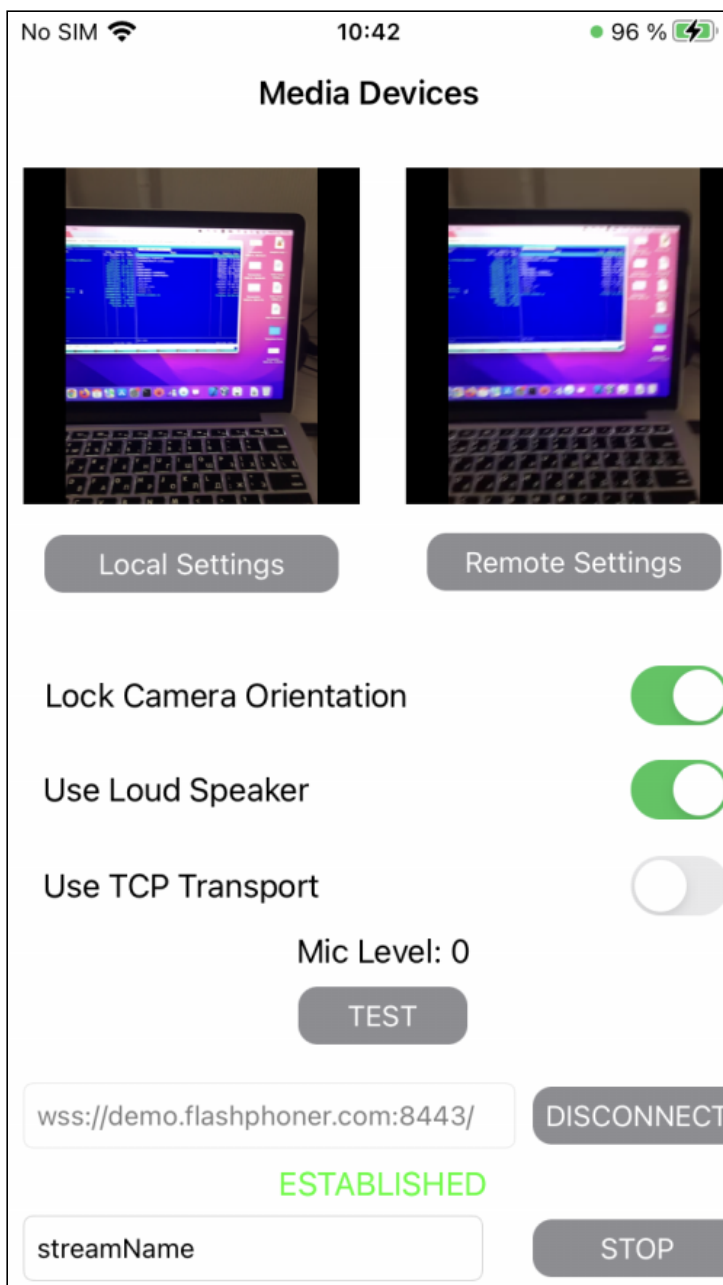 No SIM 10:42 96 %
Media Devices
Local Settings Remote Settings
Lock Camera Orientation
Use Loud Speaker
Use TCP Transport
Mic Level: 0
TEST
wss://demo.flashphoner.com:8443/ DISCONNECT
ESTABLISHED
streamName STOP